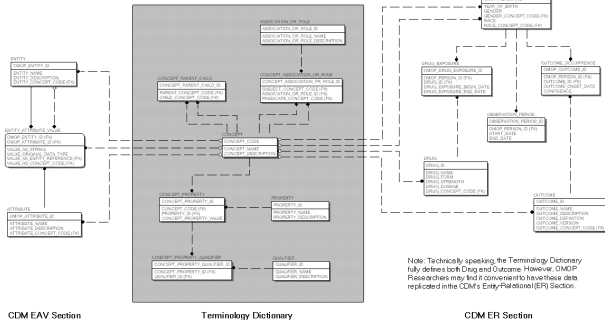 YEAR_OF_BIRTH
GENDER
GENDER_CONCEPT_CODE (FK)
RACE
RACE_CONCEPT_CODE (FK)
ASSOCIATION_OR_ROLE
ASSOCIATION_OR_ROLE_ID
ASSOCIATION_OR_ROLE_NAME
ASSOCIATION_OR_ROLE_DESCRIPTION
ENTITY
OMOP_ENTITY_ID
ENTITY_NAME
ENTITY_DESCRIPTION
ENTITY_CONCEPT_CODE (FK)
CONCEPT_PARENT_CHILD
CONCEPT_PARENT_CHILD_ID
PARENT_CONCEPT_CODE (FK)
CHILD_CONCEPT_CODE (FK)
CONCEPT_ASSOCIATION_OR_ROLE
CONCEPT_ASSOCIATION_PR_ROLE_ID
SUBJECT_CONCEPT_CODE (FK)
ASSOCIATION_OR_ROLE_ID (FK)
PREDICATE_CONCEPT_CODE (FK)
DRUG_EXPOSURE
OMOP_DRUG_EXPOSURE_ID
OMOP_PERSON_ID (FK)
DRUG_ID (FK)
DRUG_EXPOSURE_BEGIN_DATE
DRUG_EXPOSURE_END_DATE
OUTCOME_OCCURRENCE
OMOP_OUTCOME_ID
OMOP_PERSON_ID (FK)
OUTCOME_ID (FK)
OUTCOME_ONSET_DATE
CONFIDENCE
OBSERVATION_PERIOD
OBSERVATION_PERIOD_ID
OMOP_PERSON_ID (FK)
START_DATE
END_DATE
ENTITY_ATTRIBUTE_VALUE
OMOP_ENTITY_ID (FK)
OMOP_ATTRIBUTE_ID (FK)
VALUE_AS_STRING
VALUE_ORIGINAL_DATA_TYPE
VALUE_AS_ENTITY_REFERENCE (FK)
VALUE_AS_CONCEPT_CODE (FK)
CONCEPT
CONCEPT_CODE
CONCEPT_NAME
CONCEPT_DESCRIPTION
DRUG
DRUG_ID
DRUG_NAME
DRUG_FORM
DRUG_STRENGTH
DRUG_DOSAGE
DRUG_CONCEPT_CODE (FK)
CONCEPT_PROPERTY
CONCEPT_PROPERTY_ID
CONCEPT_CODE (FK)
PROPERTY_ID (FK)
CONCEPT_PROPERTY_VALUE
PROPERTY
PROPERTY_ID
PROPERTY_NAME
PROPERTY_DESCRIPTION
ATTRIBUTE
OMOP_ATTRIBUTE_ID
ATTRIBUTE_NAME
ATTRIBUTE_DESCRIPTION
ATTRIBUTE_CONCEPT_CODE (FK)
OUTCOME
OUTCOME_ID
OUTCOME_NAME
OUTCOME_DESCRIPTION
OUTCOME_DEFINITION
OUTCOME_VERSION
OUTCOME_CONCEPT_CODE (FK)
CONCEPT_PROPERTY_QUALIFIER
CONCEPT_PROPERTY_QUALIFIER_ID
CONCEPT_PROPERTY_ID (FK)
QUALIFIER_ID (FK)
QUALIFIER
QUALIFIER_ID
QUALIFIER_NAME
QUALIFIER_DESCRIPTION
Note: Technically speaking, the Terminology Dictionary
fully defines both Drug and Outcome. However, OMOP
Researchers may find it convenient to have these data
replicated in the CDM's Entity-Relational (ER) Section.
CDM EAV Section
Terminology Dictionary
CDM ER Section